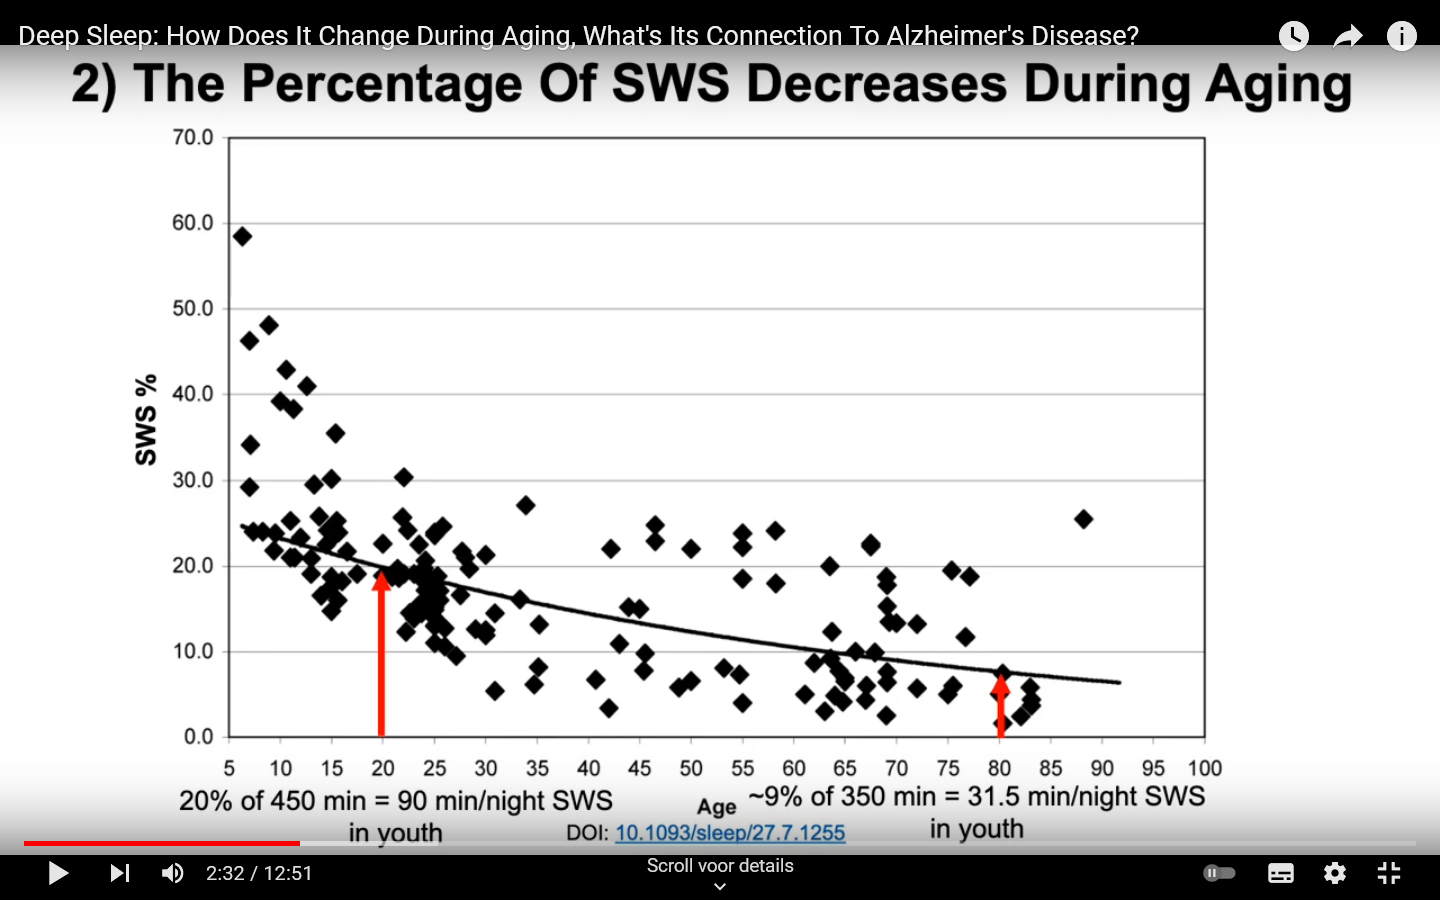 Deep Sleep: How Does It Change During Aging, What's Its Connection To Alzheimer's Disease?
2) The Percentage Of SWS Decreases During Aging
70.0
60.0
50.0
40.0
30.0
20.0
10.0
0.0
SWS %
5 10 15 20 25 30 35 40 45 50 55 60 65 70 75 80 85 90 95 100
Age
20% of 450 min = 90 min/night SWS
in youth
~9% of 350 min = 31.5 min/night SWS
in youth
DOI: 10.1093/sleep/27.7.1255
2:32 / 12:51
Scroll voor details